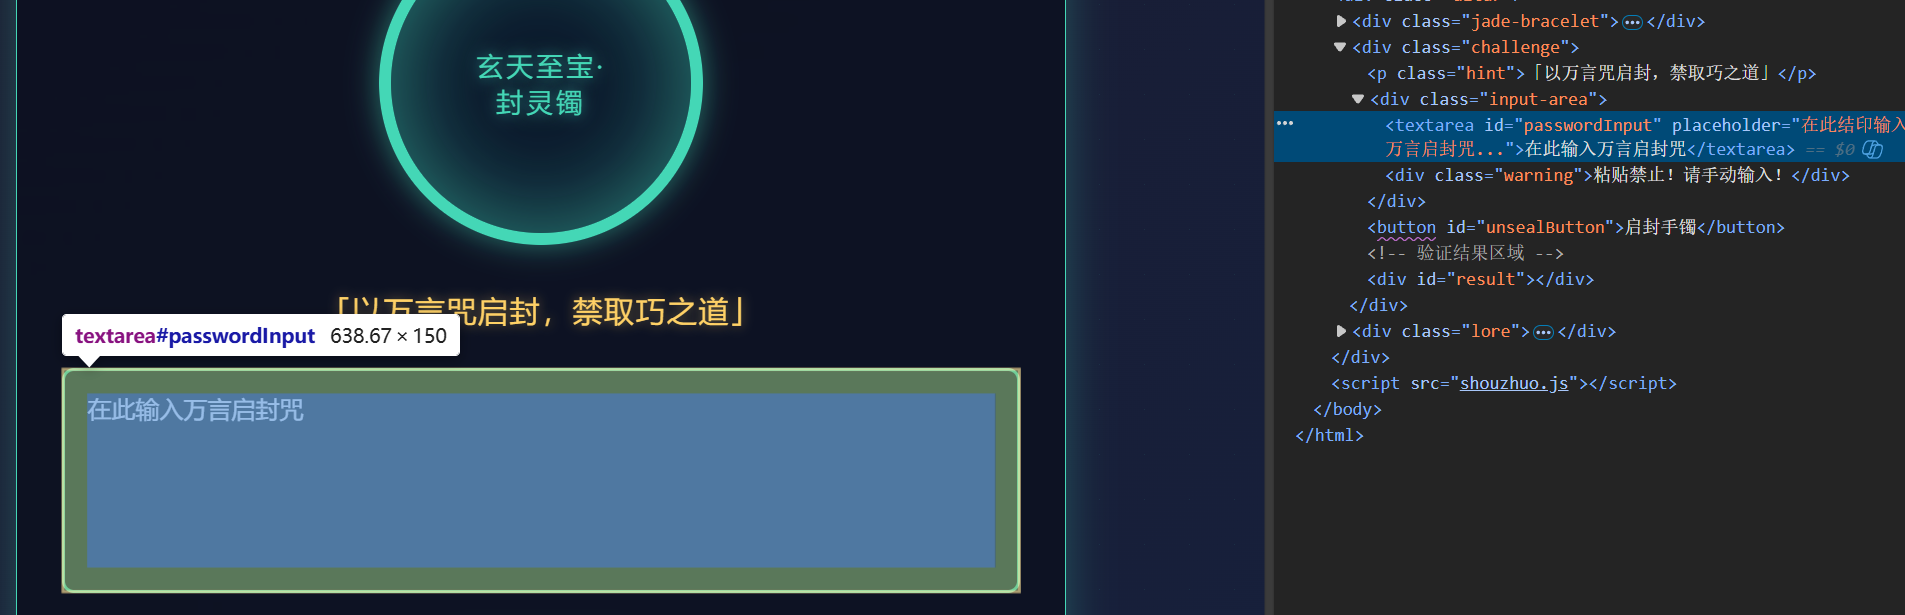 玄天至宝·
封灵镯
「以万言咒启封，禁取巧之道」
textarea#passwordInput 638.67 × 150
在此输入万言启封咒
<div class="jade-bracelet">•••</div>
<div class="challenge">
<p class="hint">「以万言咒启封，禁取巧之道」</p>
<div class="input-area">
<textarea id="passwordInput" placeholder="在此结印输入
万言启封咒...">在此输入万言启封咒</textarea> == $0
<div class="warning">粘贴禁止！请手动输入！</div>
</div>
<button id="unsealButton">启封手镯</button>
<!-- 验证结果区域 -->
<div id="result"></div>
</div>
<div class="lore">•••</div>
</div>
<script src="shouzhuo.js"></script>
</body>
</html>